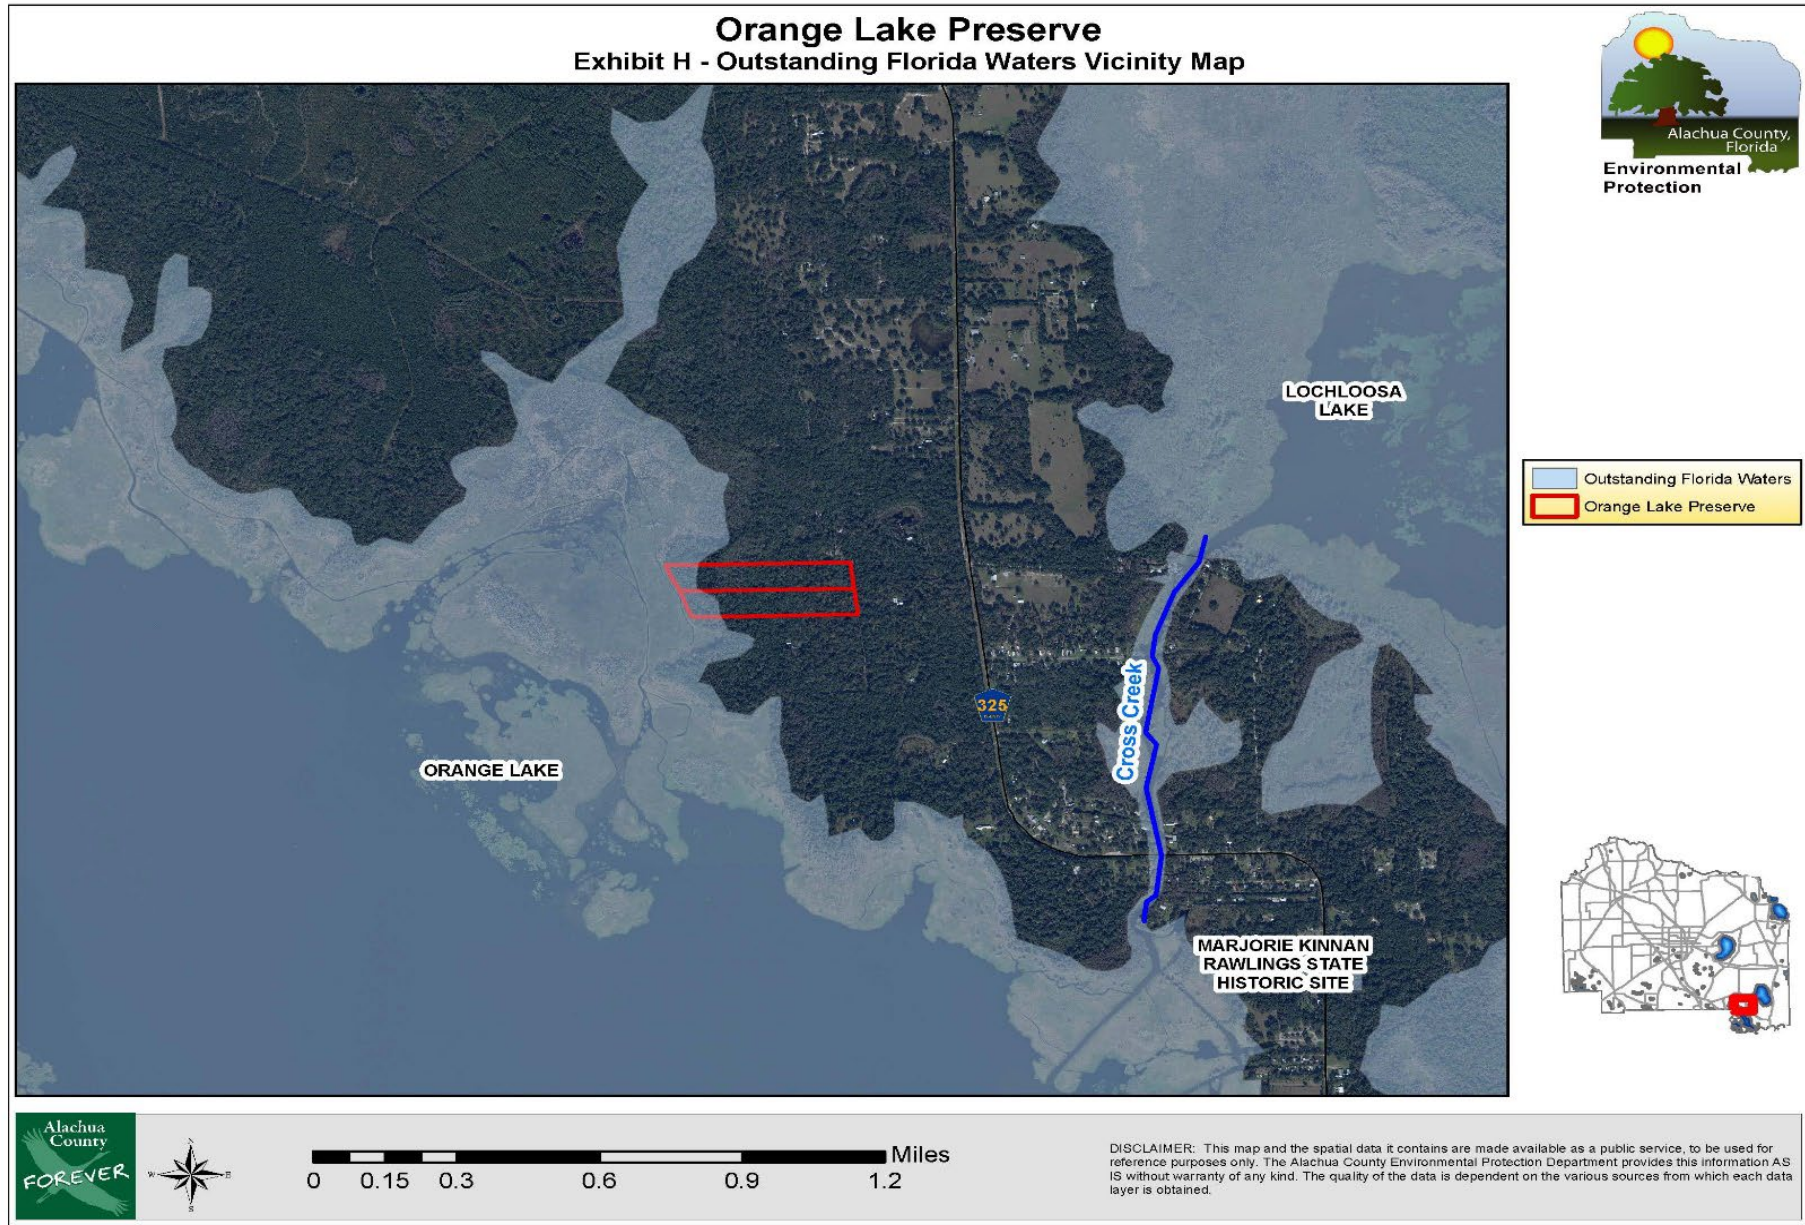 Orange Lake Preserve
Exhibit H - Outstanding Florida Waters Vicinity Map
Alachua County,
Florida
Environmental
Protection
LOCHLOOSA
LAKE
Outstanding Florida Waters
Orange Lake Preserve
Cross Creek
325
ORANGE LAKE
MARJORIE KINNAN
RAWLINGS STATE
HISTORIC SITE
Alachua
County
FOREVER
N
W
E
S
Miles
0 0.15 0.3 0.6 0.9 1.2
DISCLAIMER: This map and the spatial data it contains are made available as a public service, to be used for
reference purposes only. The Alachua County Environmental Protection Department provides this information AS
IS without warranty of any kind. The quality of the data is dependent on the various sources from which each data
layer is obtained.